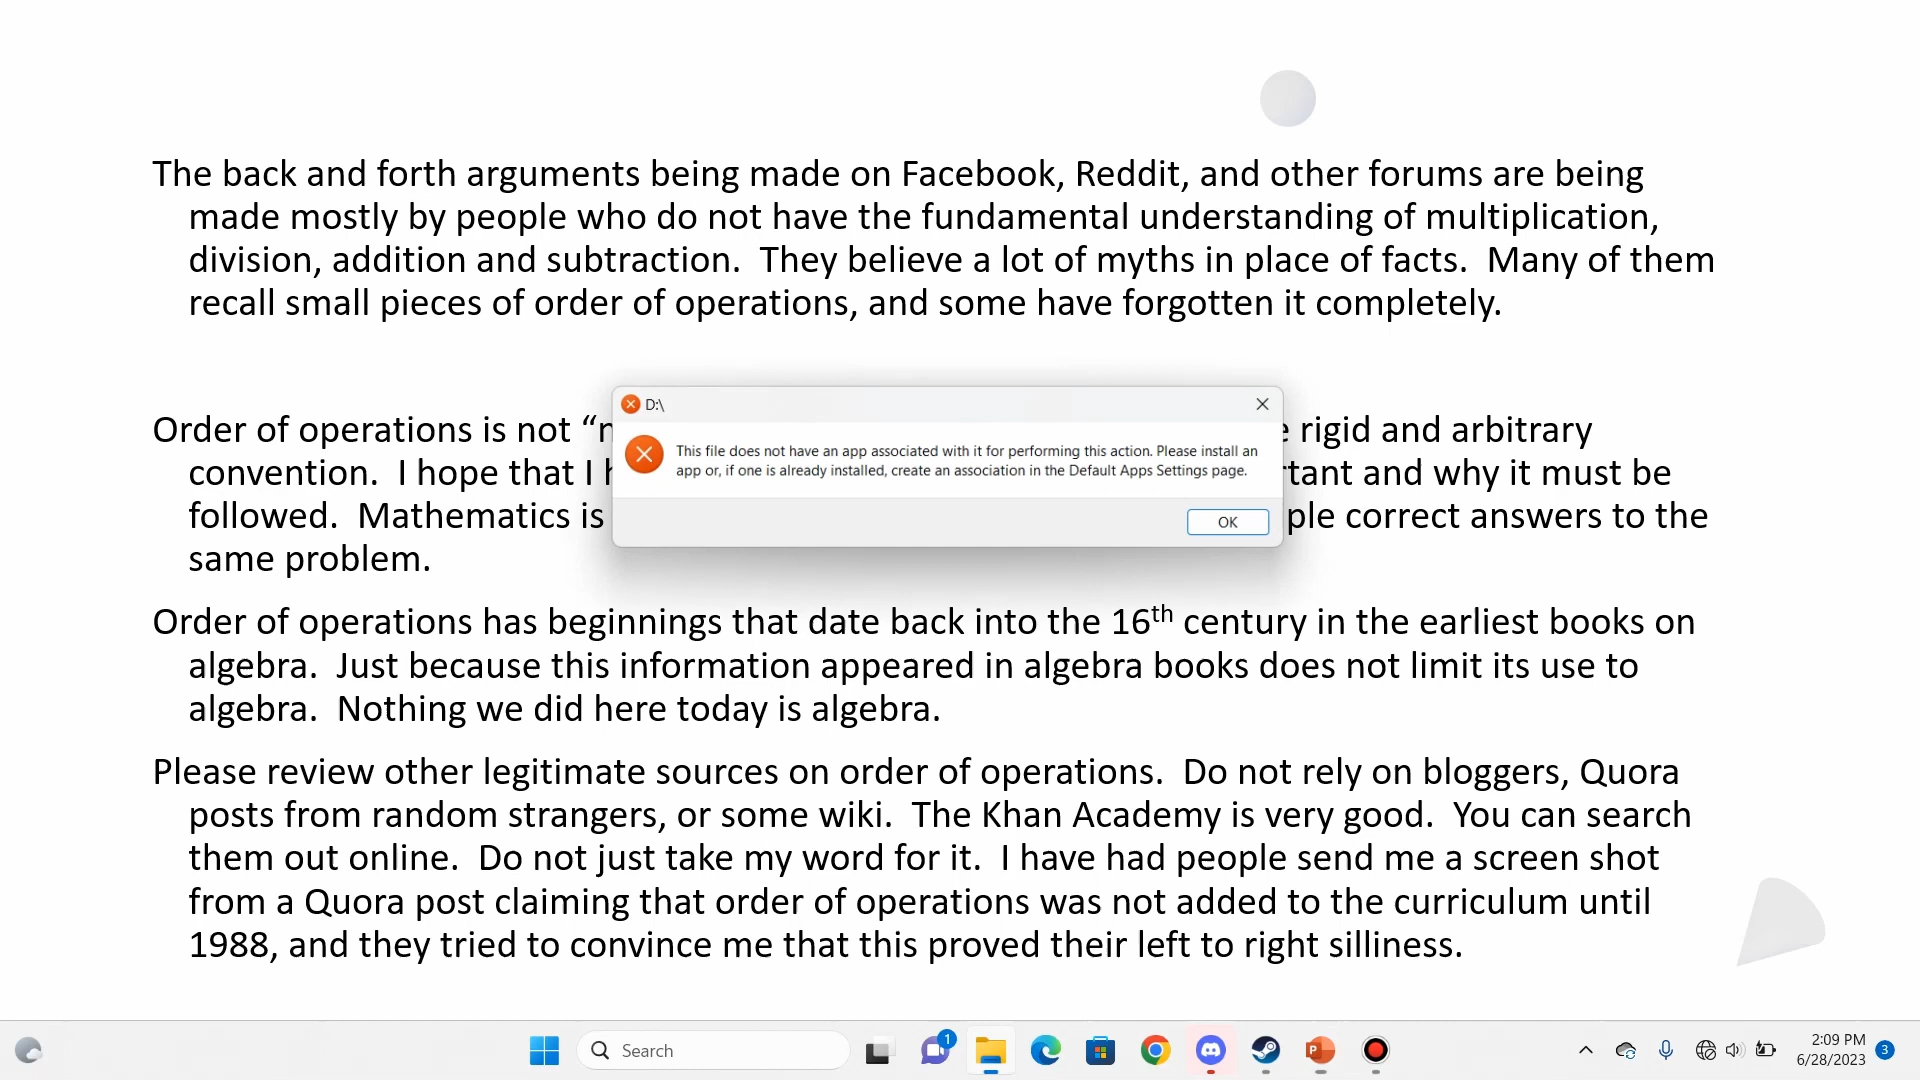 The back and forth arguments being made on Facebook, Reddit, and other forums are being
made mostly by people who do not have the fundamental understanding of multiplication,
division, addition and subtraction.  They believe a lot of myths in place of facts.  Many of them
recall small pieces of order of operations, and some have forgotten it completely.
D:\
This file does not have an app associated with it for performing this action. Please install an
app or, if one is already installed, create an association in the Default Apps Settings page.
OK
Order of operations is not “ rigid and arbitrary
convention.  I hope that I and why it must be
followed.  Mathematics is correct answers to the
same problem.
Order of operations has beginnings that date back into the 16th century in the earliest books on
algebra.  Just because this information appeared in algebra books does not limit its use to
algebra.  Nothing we did here today is algebra.
Please review other legitimate sources on order of operations.  Do not rely on bloggers, Quora
posts from random strangers, or some wiki.  The Khan Academy is very good.  You can search
them out online.  Do not just take my word for it.  I have had people send me a screen shot
from a Quora post claiming that order of operations was not added to the curriculum until
1988, and they tried to convince me that this proved their left to right silliness.
Search
1
P
2:09 PM
6/28/2023
3